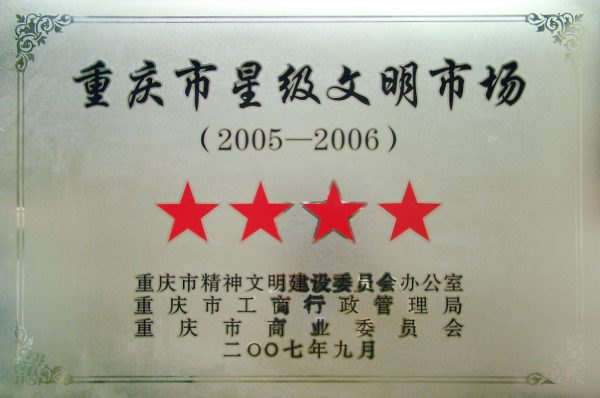 重庆市星级文明市场
（2005—2006）
重庆市精神文明建设委员会办公室
重庆市工商行政管理局
重庆市商业委员会
二〇〇七年九月